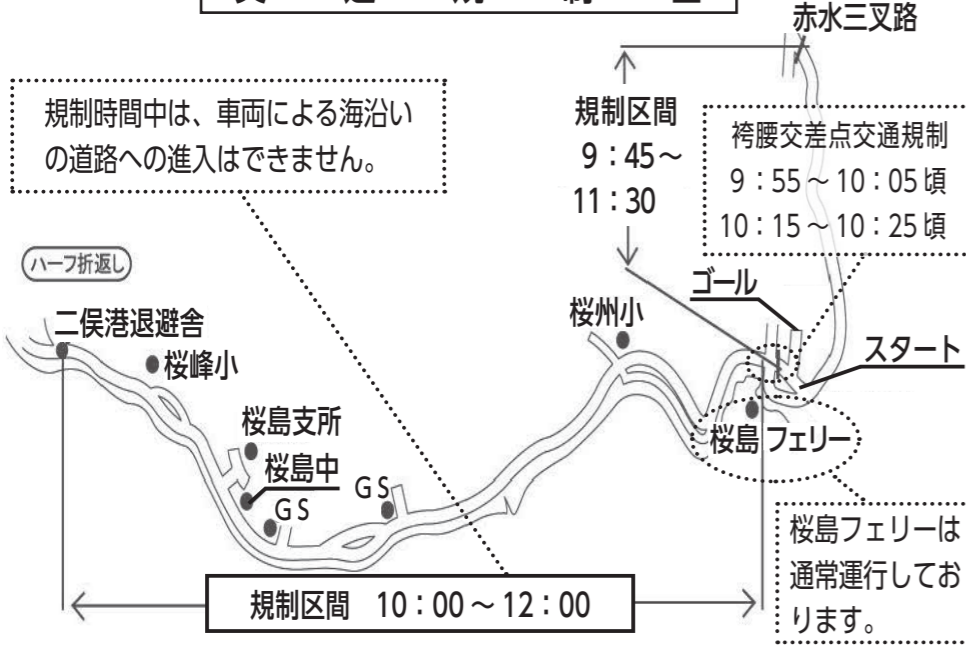 赤水三叉路
規制時間中は、車両による海沿い
の道路への進入はできません。
規制区間
9:45~
11:30
袴腰交差点交通規制
9:55~10:05頃
10:15~10:25頃
ハーフ折返し
ゴール
二俣港退避舎
桜州小
スタート
桜峰小
桜島支所
桜島 フェリー
桜島中
GS
GS
桜島フェリーは
通常運行してお
ります。
規制区間 10:00~12:00